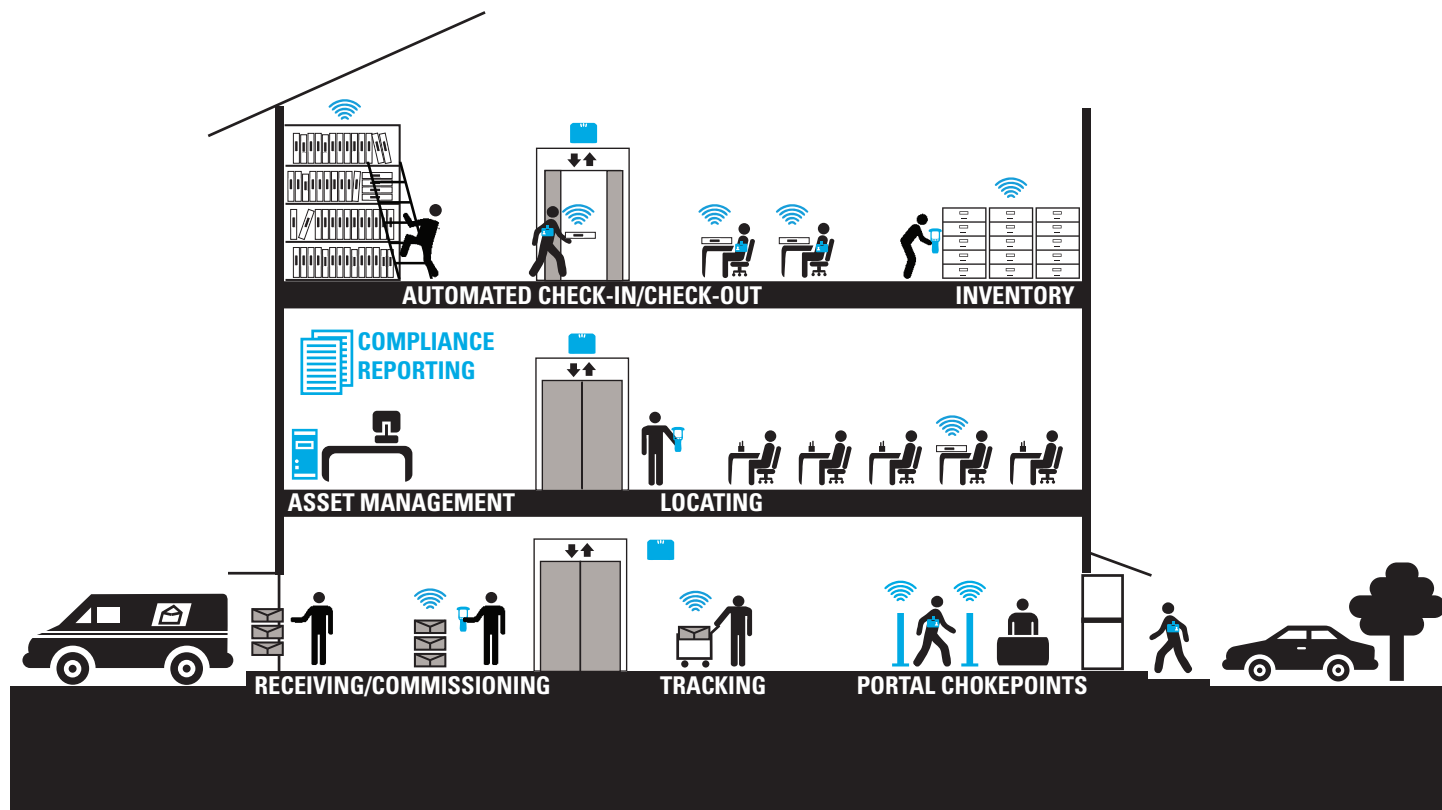 AUTOMATED CHECK-IN/CHECK-OUT
INVENTORY
COMPLIANCE
REPORTING
ASSET MANAGEMENT
LOCATING
RECEIVING/COMMISSIONING
TRACKING
PORTAL CHOKEPOINTS